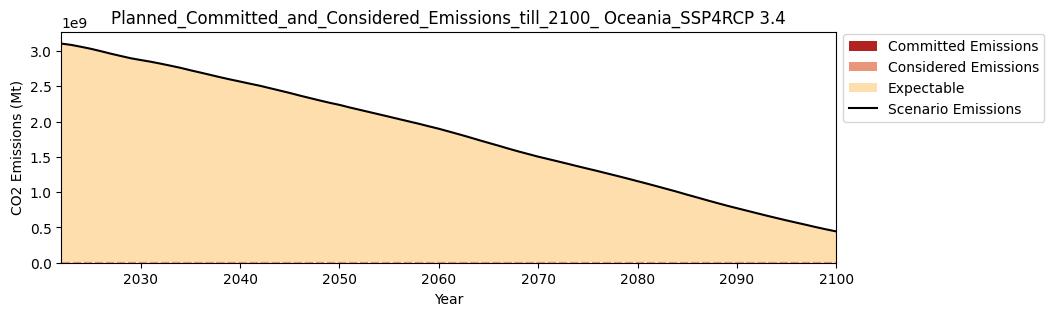 Planned_Committed_and_Considered_Emissions_till_2100_ Oceania_SSP4RCP 3.4
1e9
3.0
2.5
2.0
1.5
1.0
0.5
0.0
CO2 Emissions (Mt)
2030 2040 2050 2060 2070 2080 2090 2100
Year
Committed Emissions
Considered Emissions
Expectable
Scenario Emissions